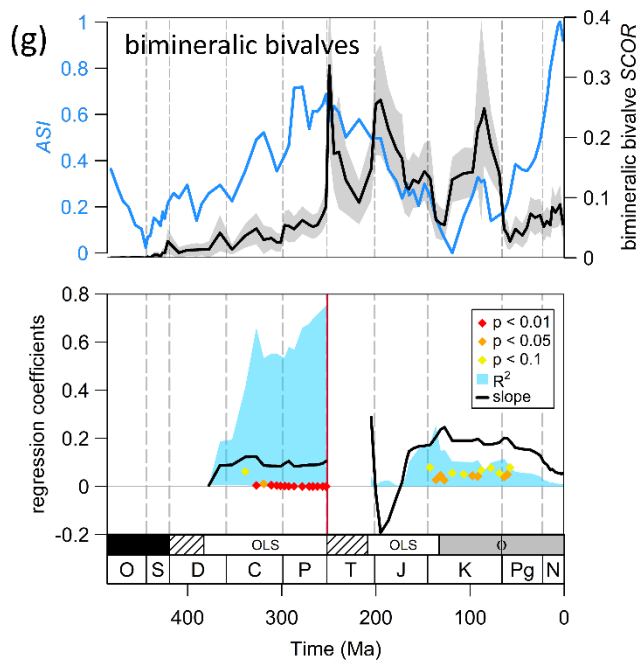 (g)
bimineralic bivalves
ASI
1
0.8
0.6
0.4
0.2
0
0.4
0.3
0.2
0.1
0
bimineralic bivalve SCOR
regression coefficients
0.8
0.6
0.4
0.2
0
-0.2
p < 0.01
p < 0.05
p < 0.1
R²
slope
OLS
OLS
O S D C P T J K Pg N
400 300 200 100 0
Time (Ma)